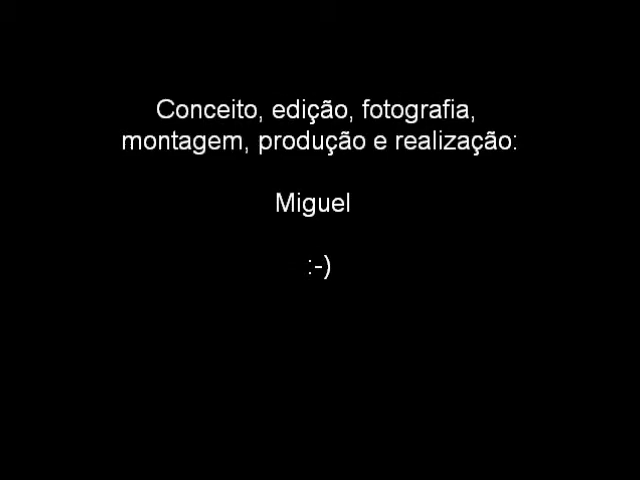 Conceito, edição, fotografia,
montagem, produção e realização:
Miguel
:-)